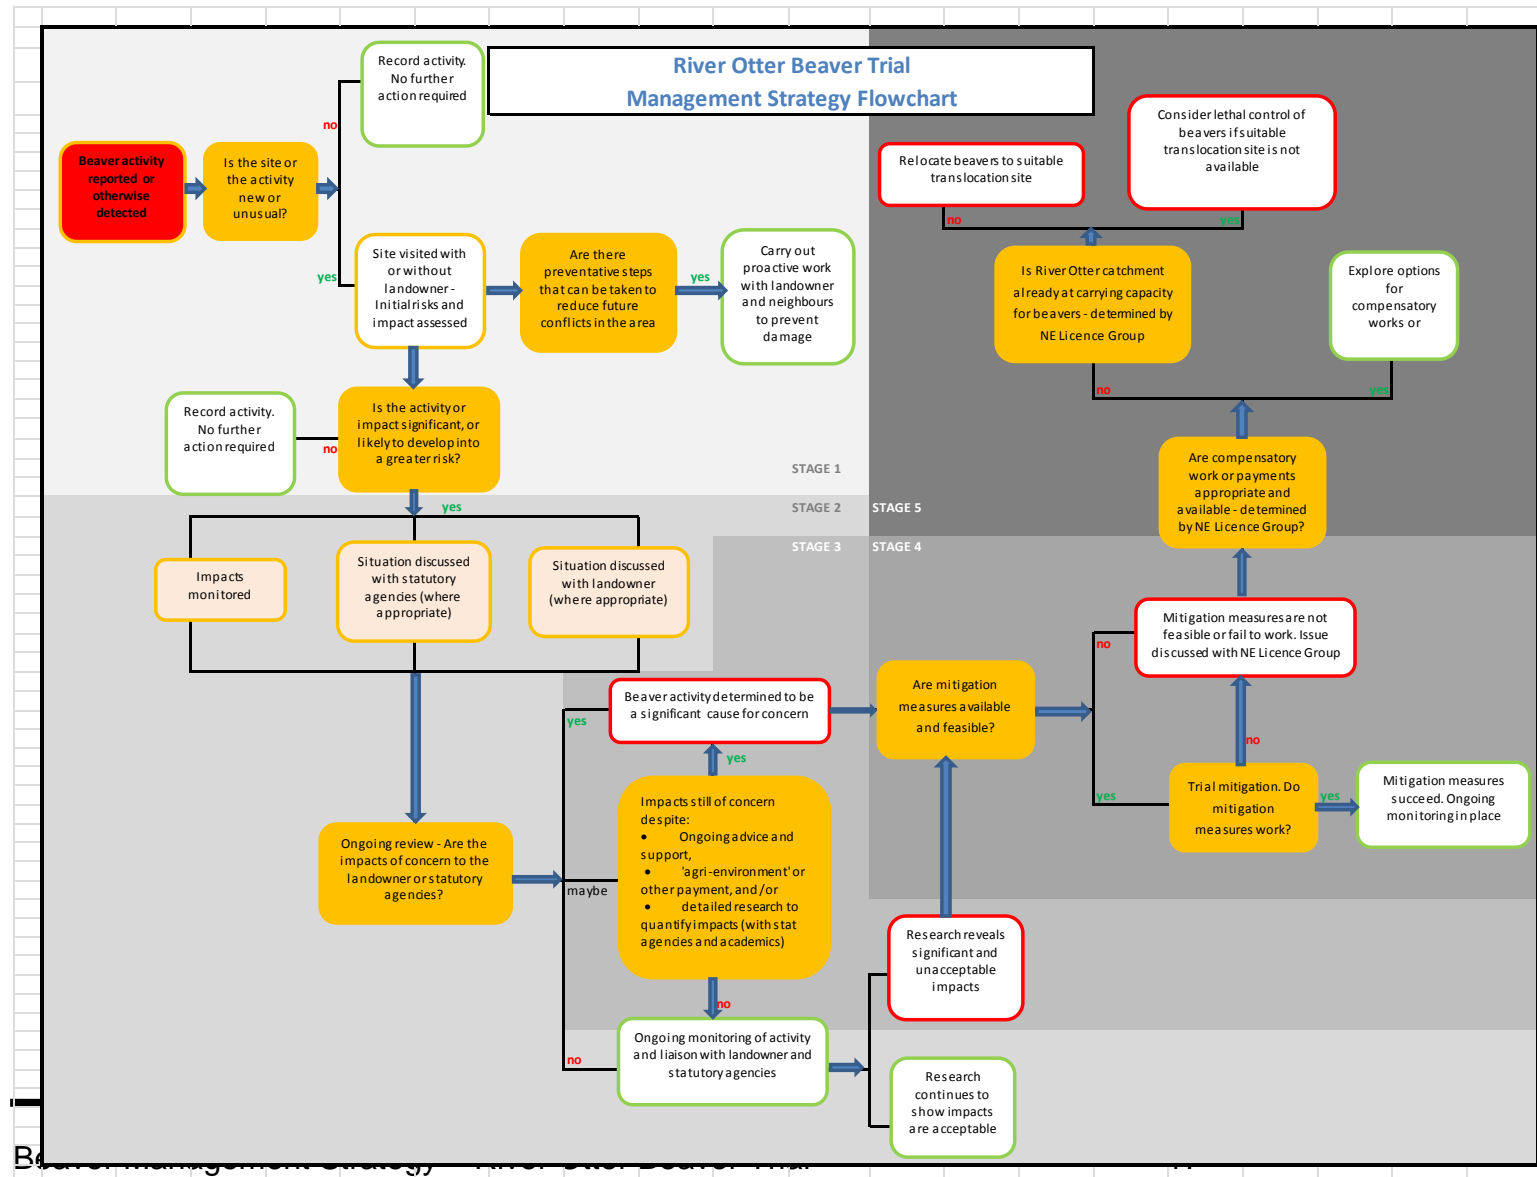 River Otter Beaver Trial
Management Strategy Flowchart
Record activity.
No further
action required
no
Beaver activity
reported or
otherwise
detected
Is the site or
the activity
new or
unusual?
yes
Site visited with
or without
landowner -
Initial risks and
impact assessed
Are there
preventative steps
that can be taken to
reduce future
conflicts in the area
yes
Carry out
proactive work
with landowner
and neighbours
to prevent
damage
Record activity.
No further
action required
no
Is the activity or
impact significant, or
likely to develop into
a greater risk?
yes
STAGE 1
STAGE 2
STAGE 3
STAGE 5
STAGE 4
Impacts
monitored
Situation discussed
with statutory
agencies (where
appropriate)
Situation discussed
with landowner
(where appropriate)
Ongoing review - Are the
impacts of concern to the
landowner or statutory
agencies?
yes
maybe
no
Beaver activity determined to be
a significant cause for concern
yes
Impacts still of concern
despite:
• Ongoing advice and
support,
• 'agri-environment' or
other payment, and/or
• detailed research to
quantify impacts (with stat
agencies and academics)
no
Ongoing monitoring of activity
and liaison with landowner and
statutory agencies
Research reveals
significant and
unacceptable
impacts
Research
continues to
show impacts
are acceptable
Are mitigation
measures available
and feasible?
no
yes
Mitigation measures are not
feasible or fail to work. Issue
discussed with NE Licence Group
no
Trial mitigation. Do
mitigation
measures work?
yes
Mitigation measures
succeed. Ongoing
monitoring in place
Are compensatory
work or payments
appropriate and
available - determined
by NE Licence Group?
no
yes
Is River Otter catchment
already at carrying capacity
for beavers - determined by
NE Licence Group
Explore options
for
compensatory
works or
no
yes
Relocate beavers to suitable
translocation site
Consider lethal control of
beavers if suitable
translocation site is not
available
Beaver Management Strategy – River Otter Beaver Trial